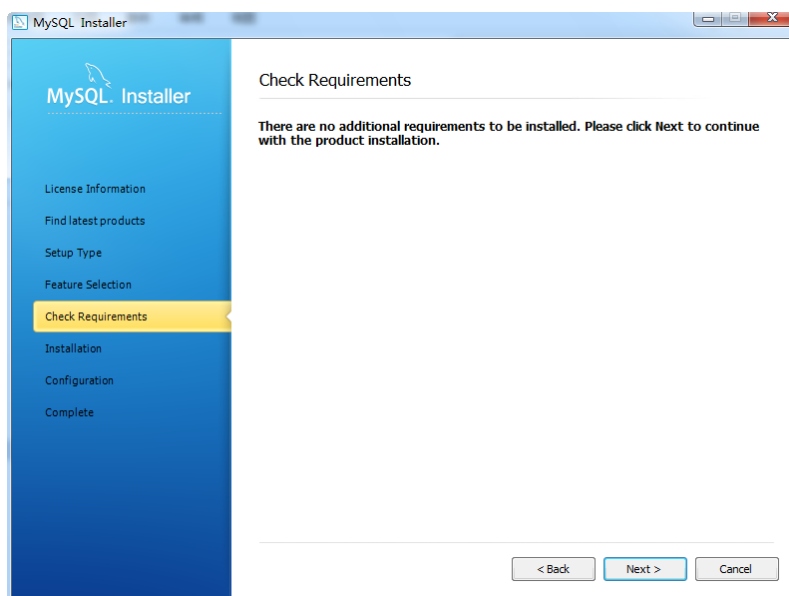 MySQL Installer
MySQL. Installer
License Information
Find latest products
Setup Type
Feature Selection
Check Requirements
Installation
Configuration
Complete
Check Requirements
There are no additional requirements to be installed. Please click Next to continue
with the product installation.
< Back
Next >
Cancel